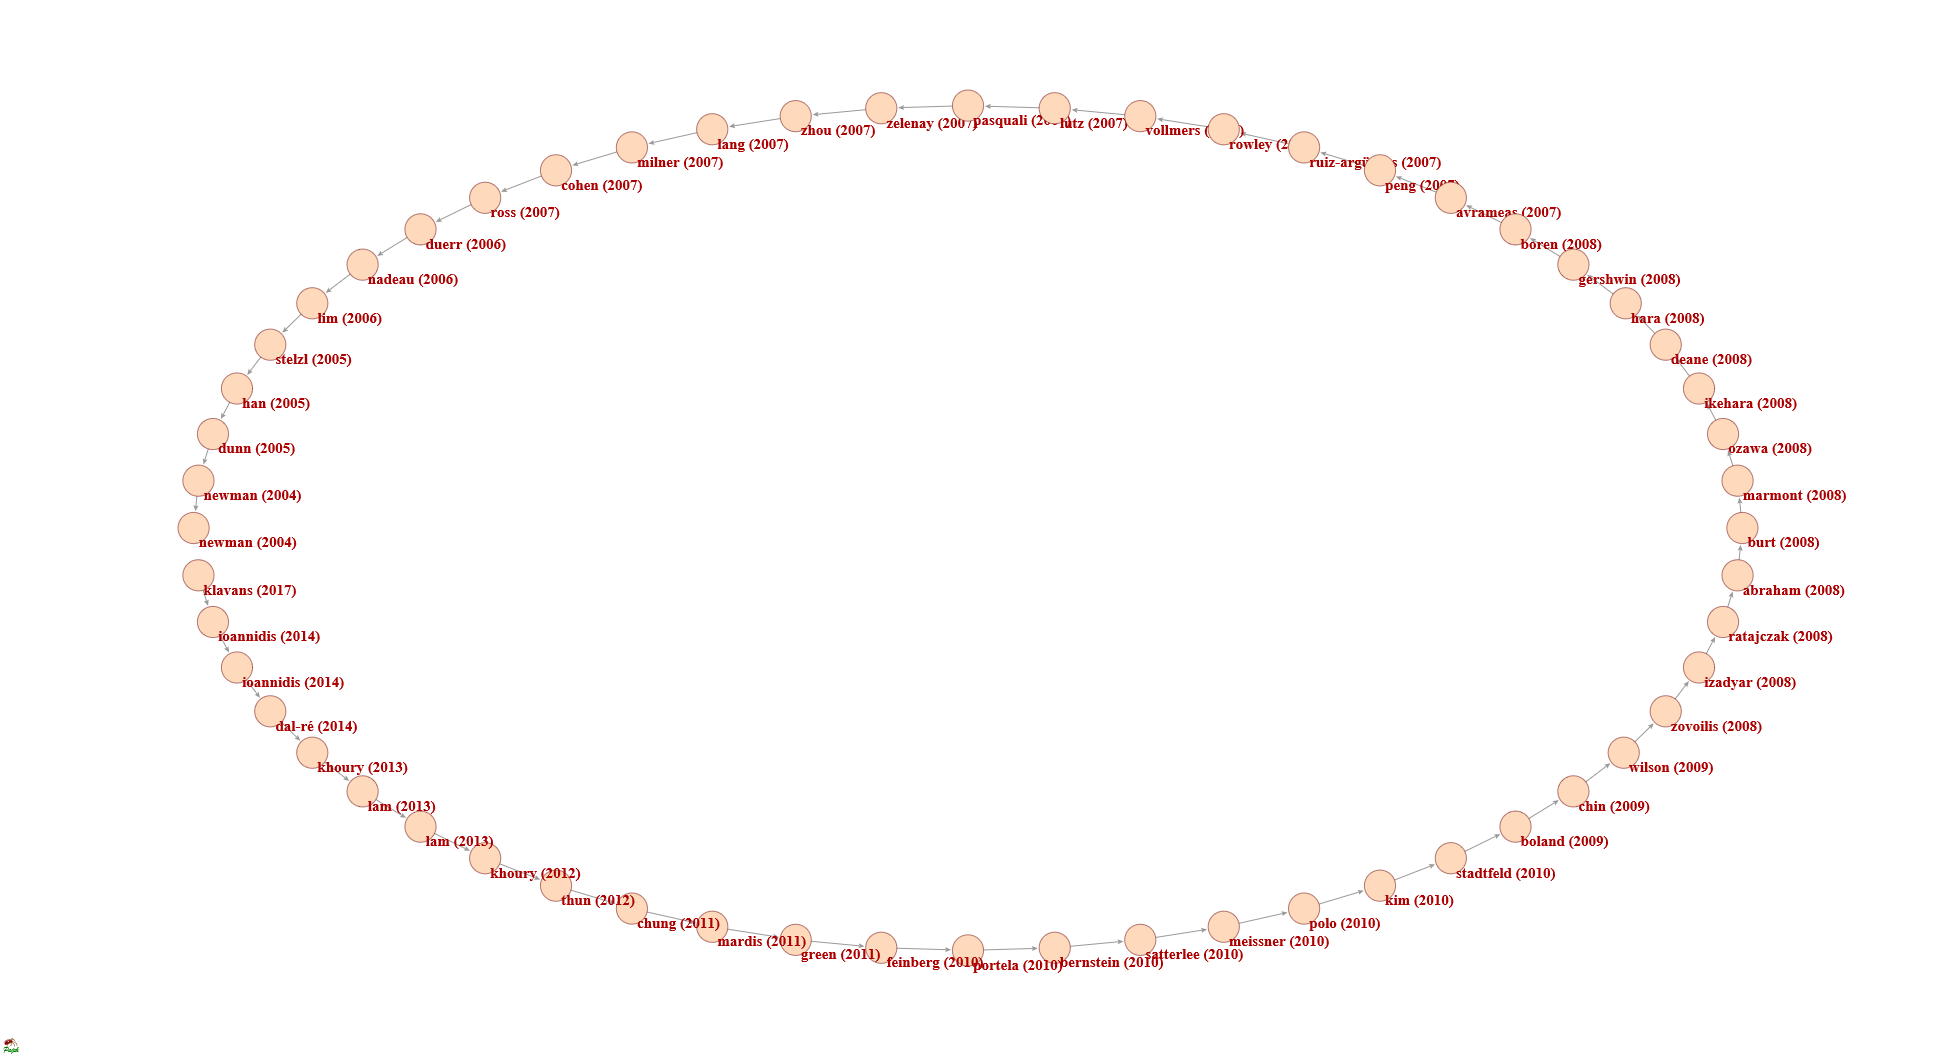 pasquali
zelenay (2007)
lutz (2007)
zhou (2007)
vollmers
lang (2007)
rowley
milner (2007)
ruiz-arg (2007)
cohen (2007)
peng (2007)
ross (2007)
avrameas (2007)
duerr (2006)
boren (2008)
nadeau (2006)
gershwin (2008)
lim (2006)
hara (2008)
stelzl (2005)
deane (2008)
han (2005)
ikehara (2008)
dunn (2005)
ozawa (2008)
newman (2004)
marmont (2008)
newman (2004)
burt (2008)
klavans (2017)
abraham (2008)
ioannidis (2014)
ratajczak (2008)
ioannidis (2014)
izadyar (2008)
dal-ré (2014)
zovoilis (2008)
khoury (2013)
wilson (2009)
lam (2013)
chin (2009)
lam (2013)
boland (2009)
khoury (2012)
stadtfeld (2010)
thun (2012)
kim (2010)
chung (2011)
polo (2010)
mardis (2011)
meissner (2010)
green (2011)
satterlee (2010)
feinberg (2010)
bernstein (2010)
portela (2010)
Pajek